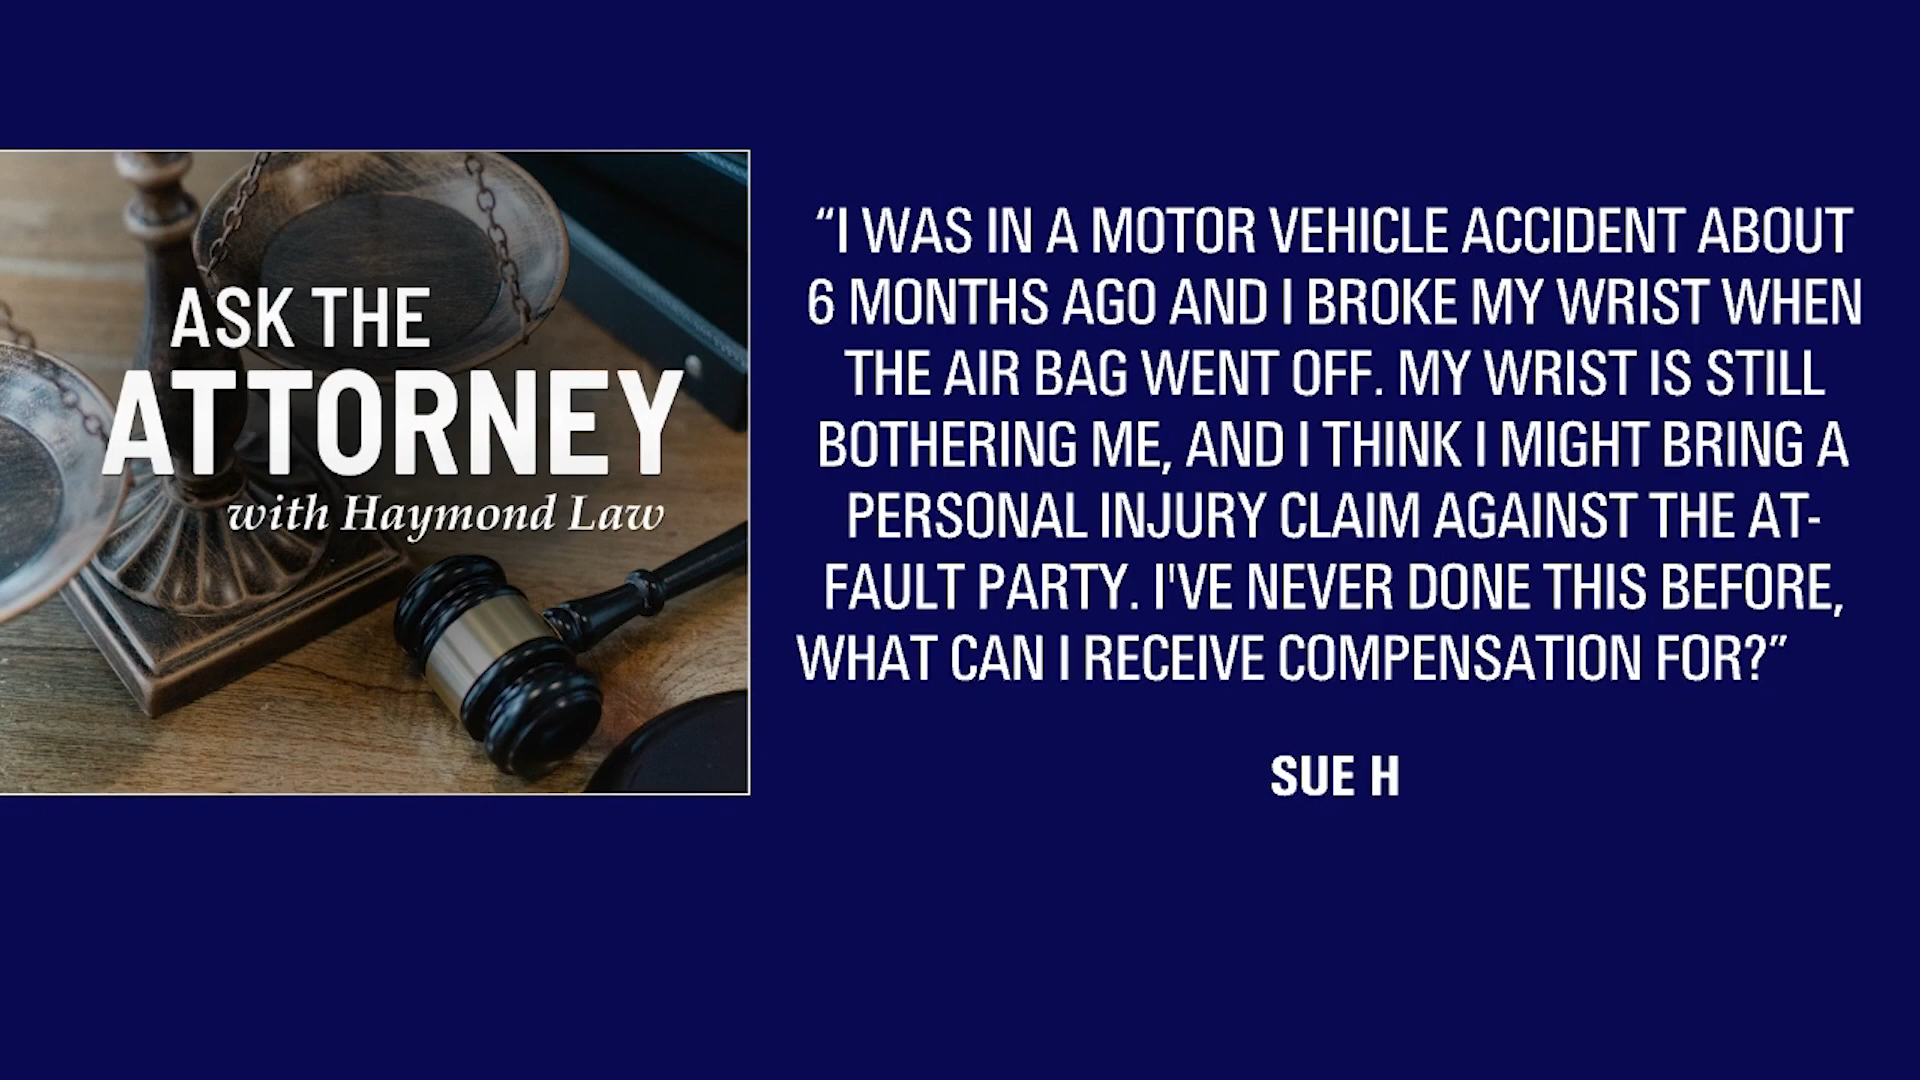 ASK THE
ATTORNEY
with Haymond Law
“I WAS IN A MOTOR VEHICLE ACCIDENT ABOUT
6 MONTHS AGO AND I BROKE MY WRIST WHEN
THE AIR BAG WENT OFF. MY WRIST IS STILL
BOTHERING ME, AND I THINK I MIGHT BRING A
PERSONAL INJURY CLAIM AGAINST THE AT-
FAULT PARTY. I'VE NEVER DONE THIS BEFORE,
WHAT CAN I RECEIVE COMPENSATION FOR?”
SUE H